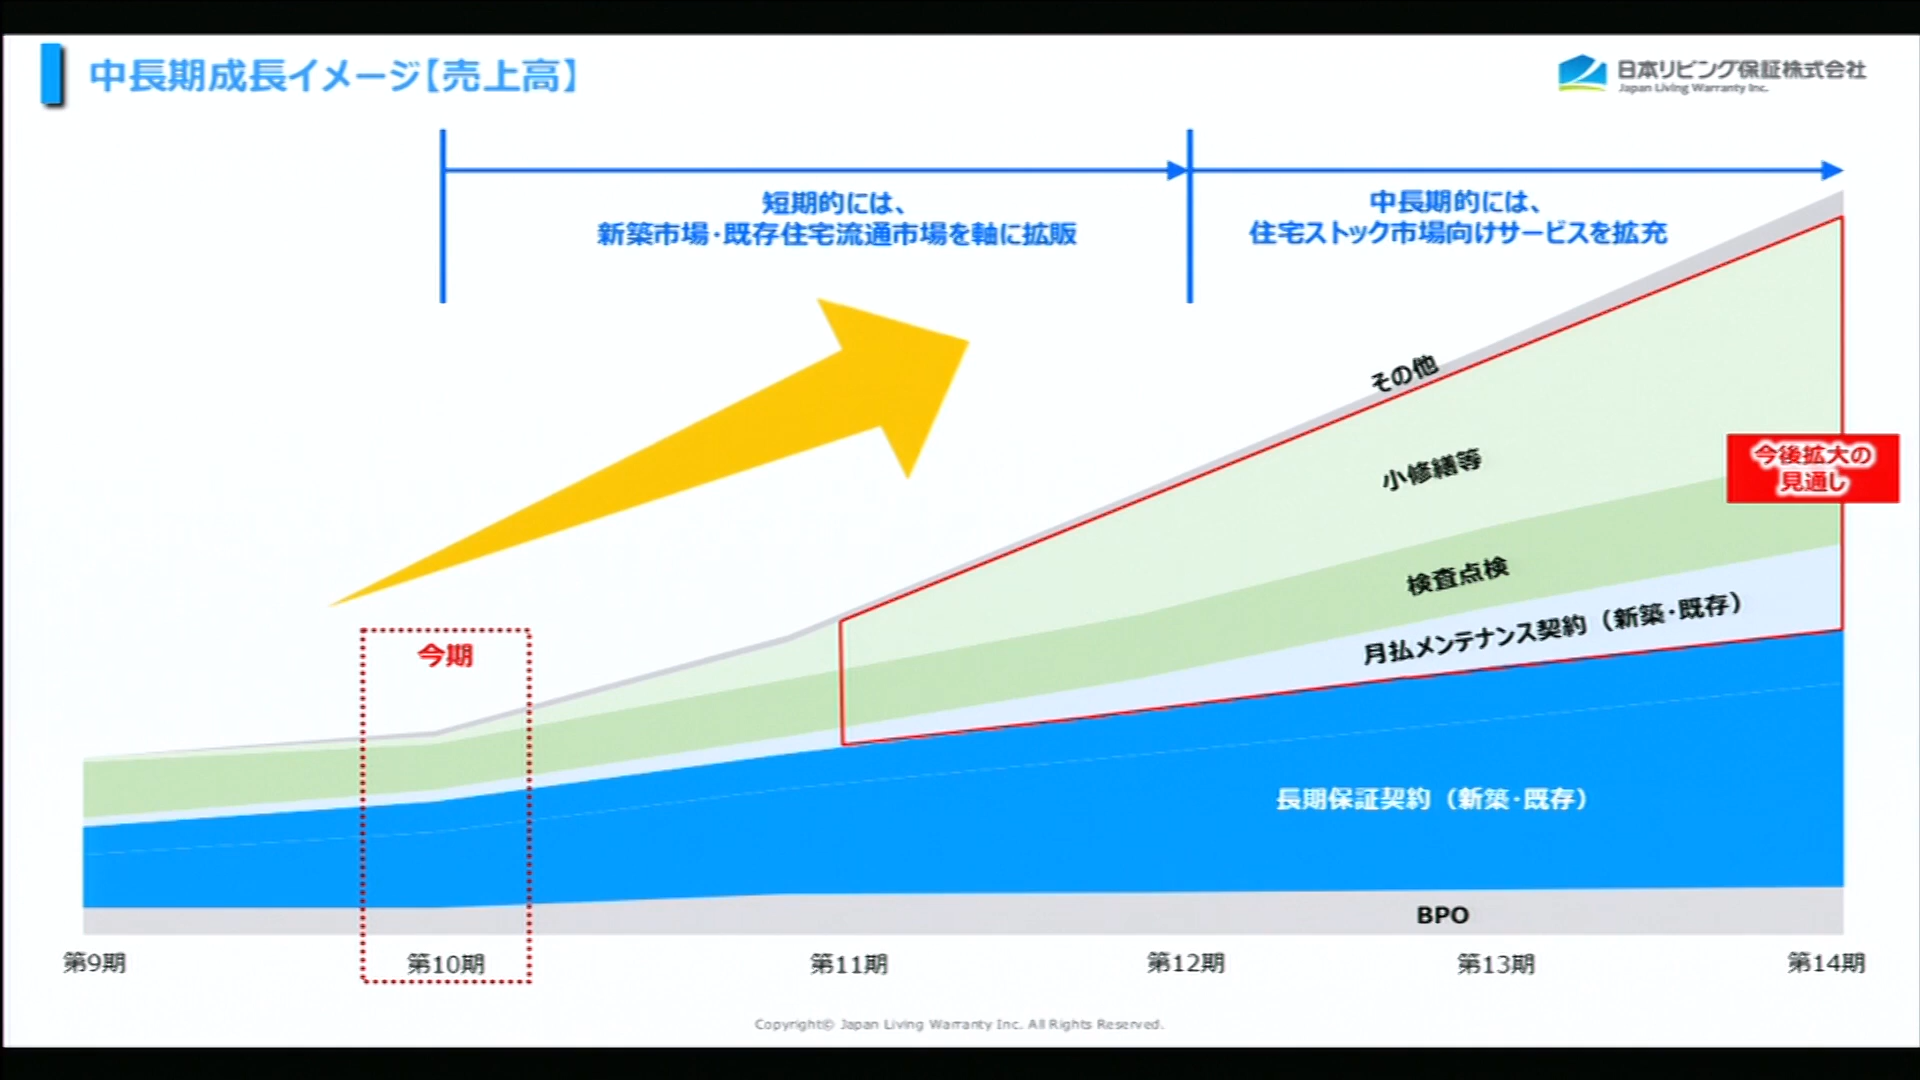 中長期成長イメージ【売上高】
日本リビング保証株式会社
Japan Living Warranty Inc.
短期的には、
新築市場・既存住宅流通市場を軸に拡販
中長期的には、
住宅ストック市場向けサービスを拡充
その他
小修繕等
今後拡大の
見通し
検査点検
月払メンテナンス契約（新築・既存）
今期
長期保証契約（新築・既存）
BPO
第9期
第10期
第11期
第12期
第13期
第14期
Copyright© Japan Living Warranty Inc. All Rights Reserved.